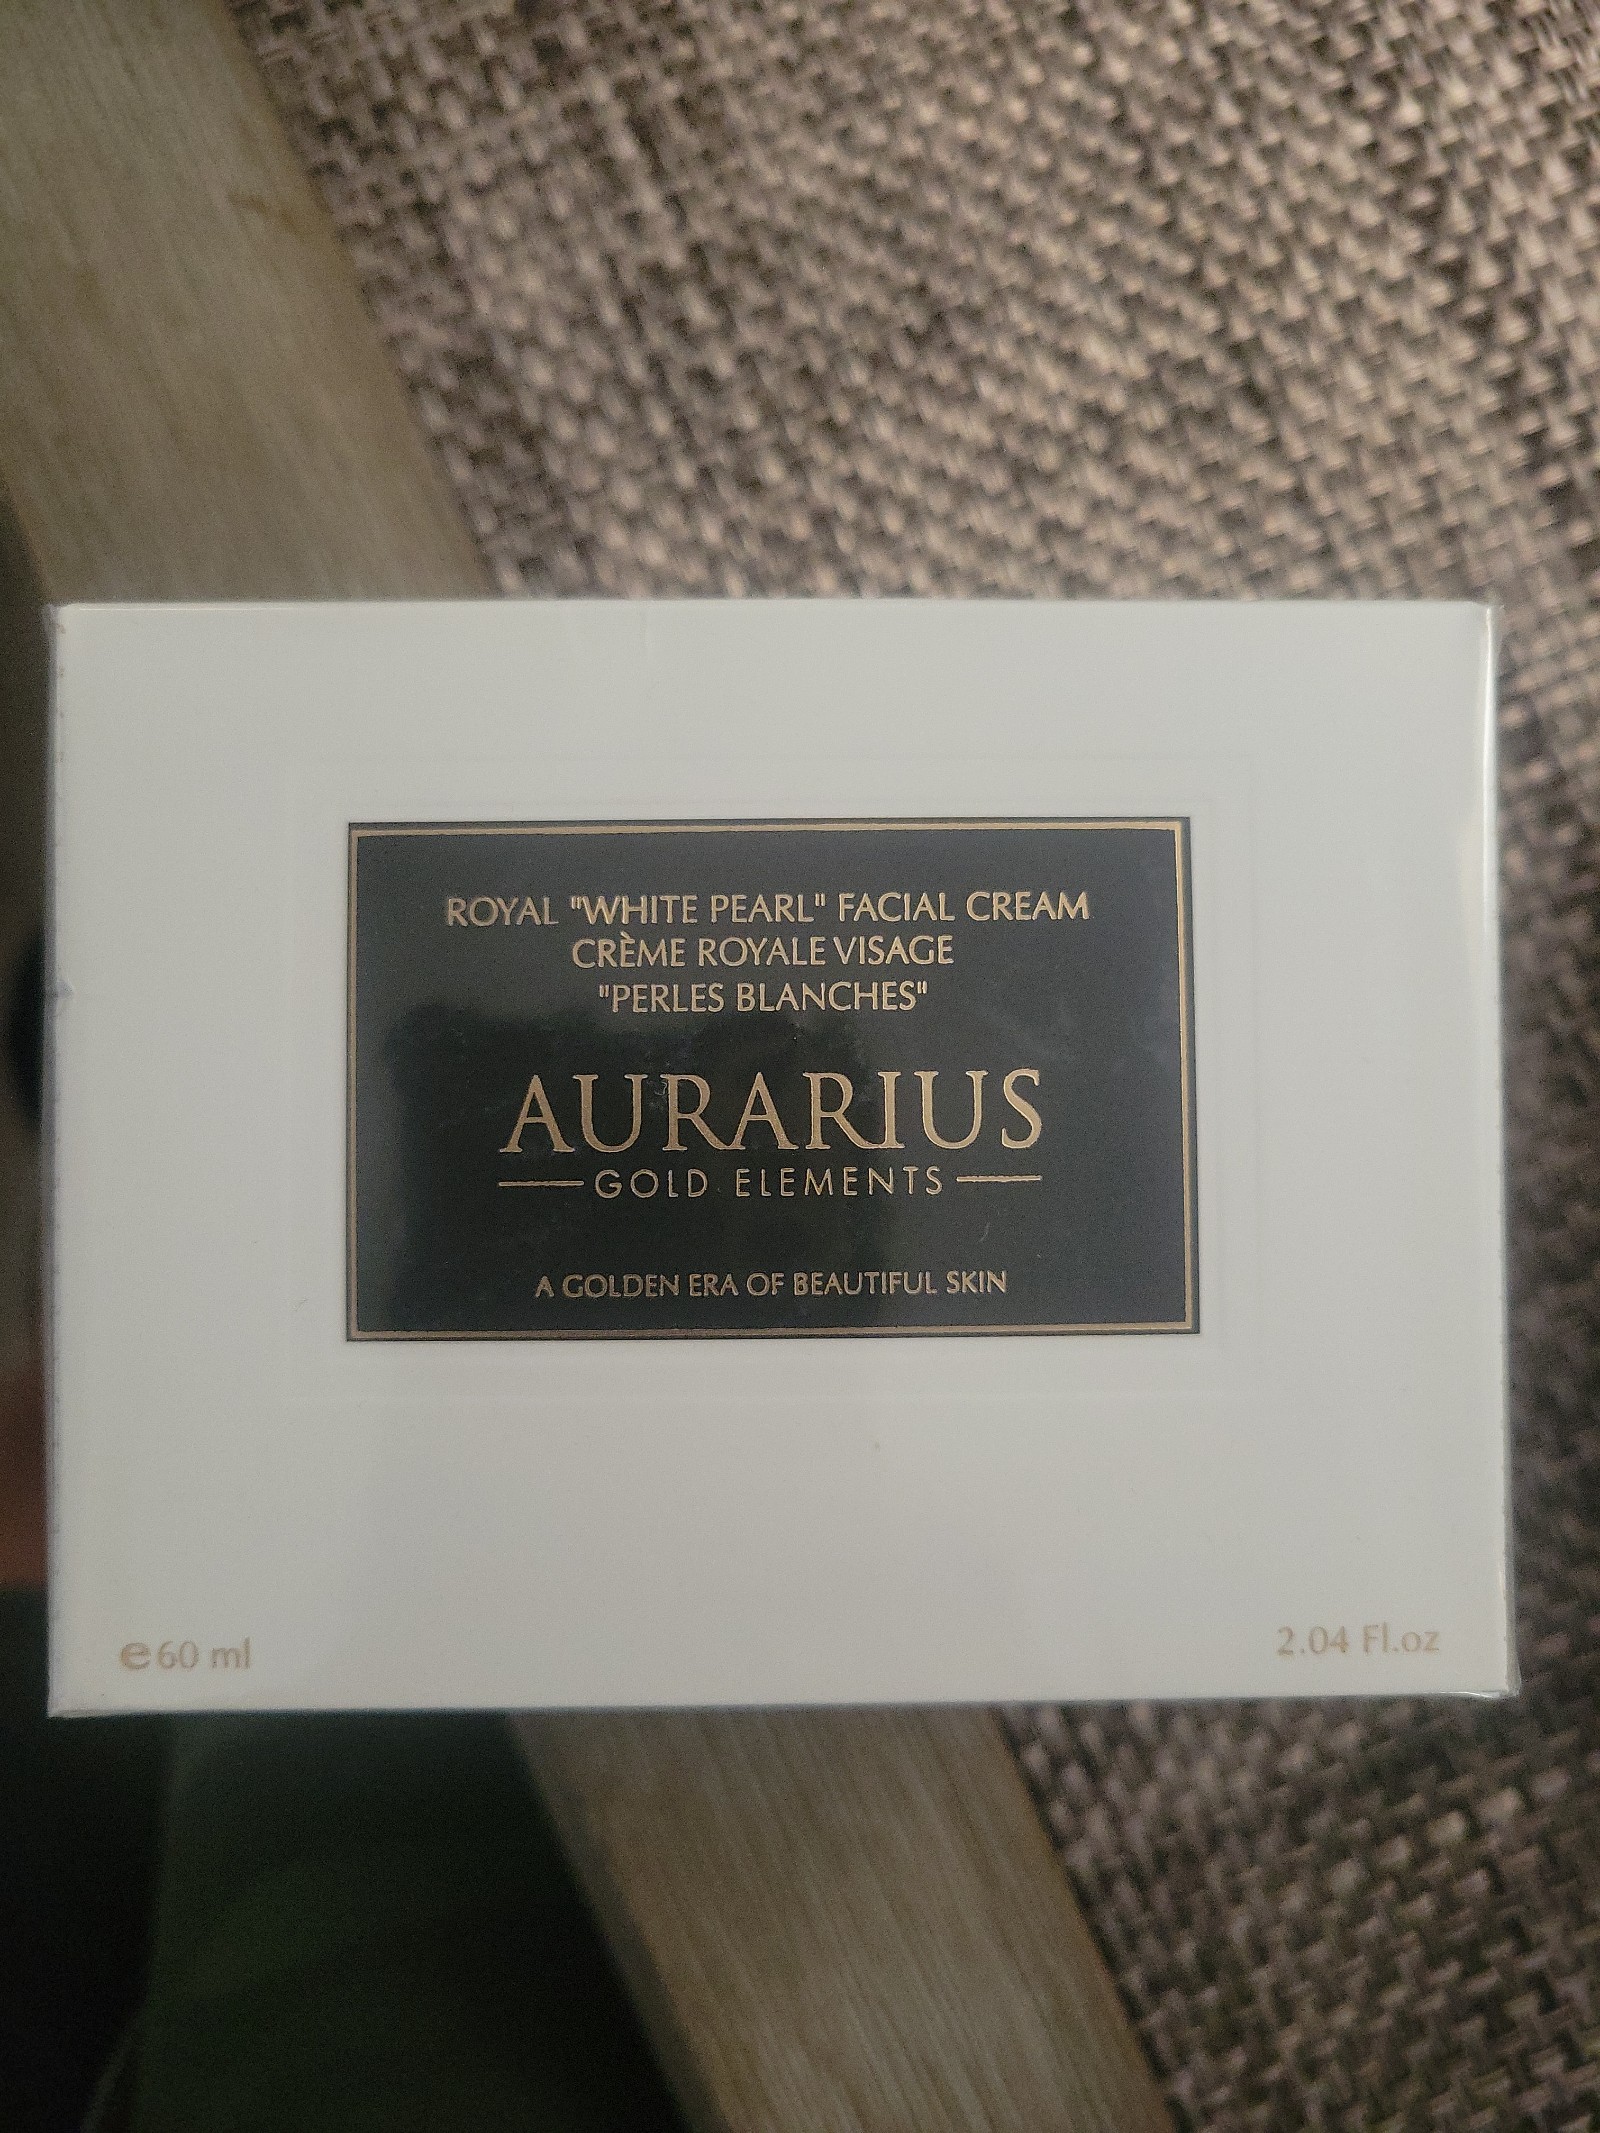 ROYAL "WHITE PEARL" FACIAL CREAM
CRÈME ROYALE VISAGE
"PERLES BLANCHES"
AURARIUS
GOLD ELEMENTS
A GOLDEN ERA OF BEAUTIFUL SKIN
℮60 ml
2.04 Fl.oz